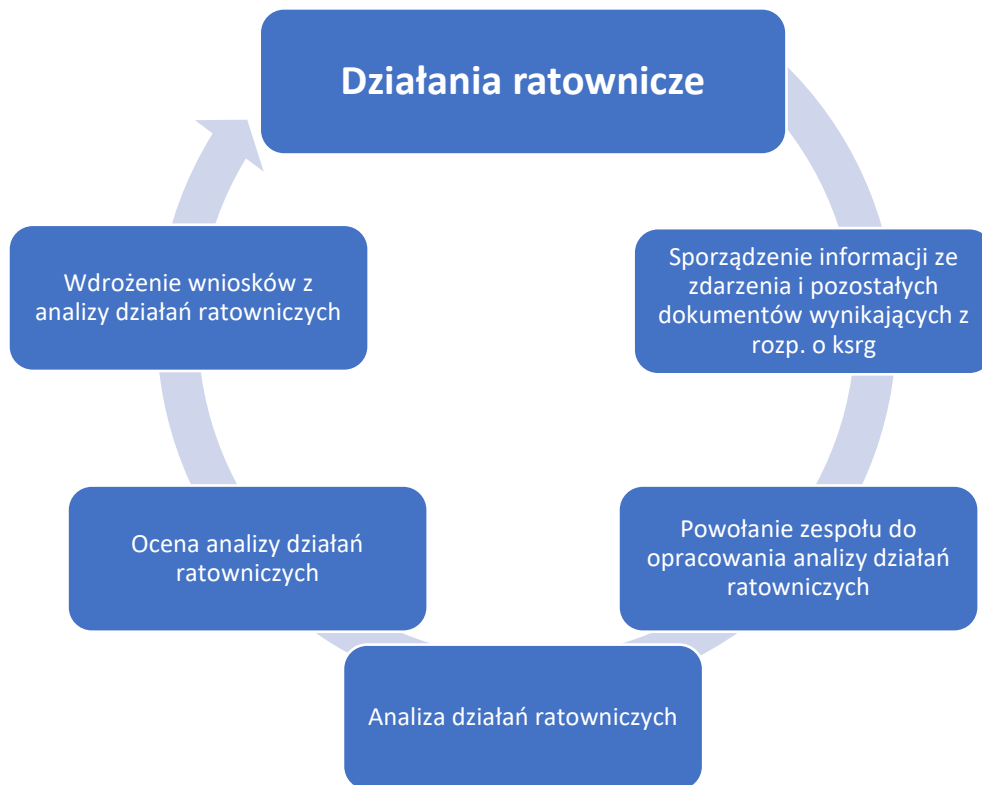 Działania ratownicze
Sporządzenie informacji ze
zdarzenia i pozostałych
dokumentów wynikających z
rozp. o ksrg
Powołanie zespołu do
opracowania analizy działań
ratowniczych
Analiza działań ratowniczych
Ocena analizy działań
ratowniczych
Wdrożenie wniosków z
analizy działań ratowniczych